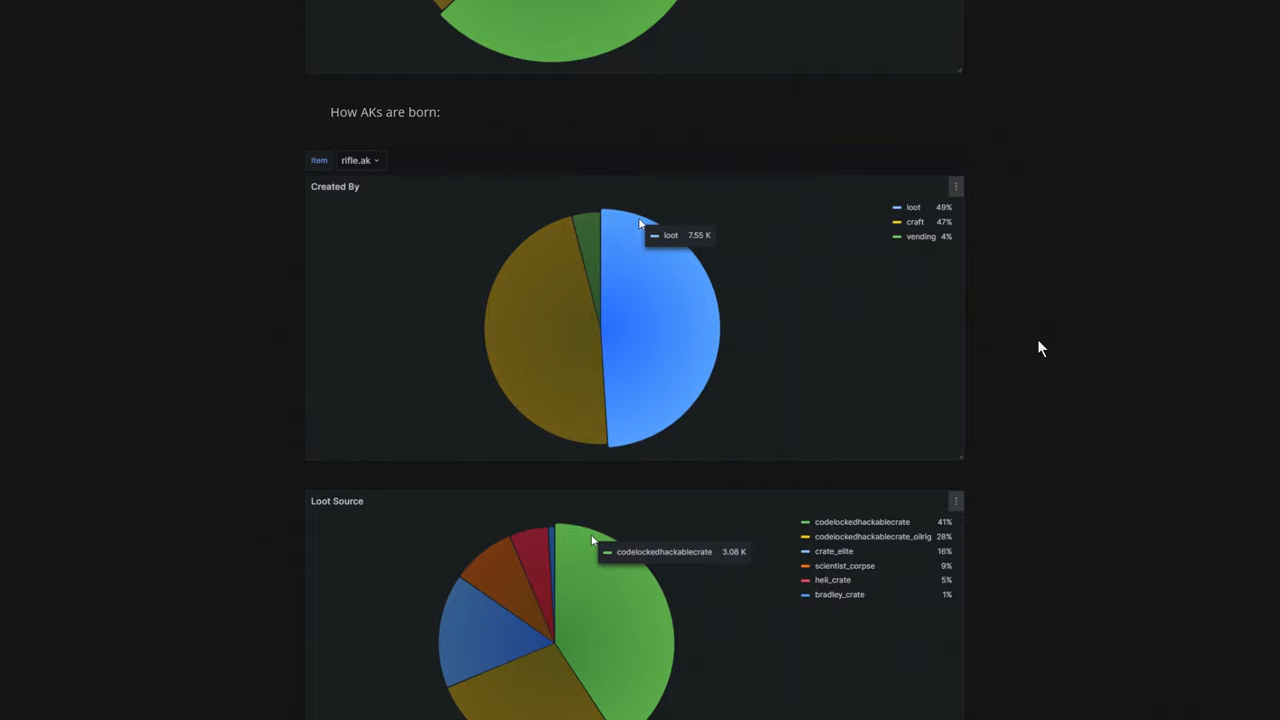 How AKs are born:
Item rifle.ak
Created By
loot 49%
craft 47%
vending 4%
loot 7.55 K
Loot Source
codelockedhackablecrate 41%
codelockedhackablecrate_oilrig 28%
crate_elite 16%
scientist_corpse 9%
heli_crate 5%
bradley_crate 1%
codelockedhackablecrate 3.08 K